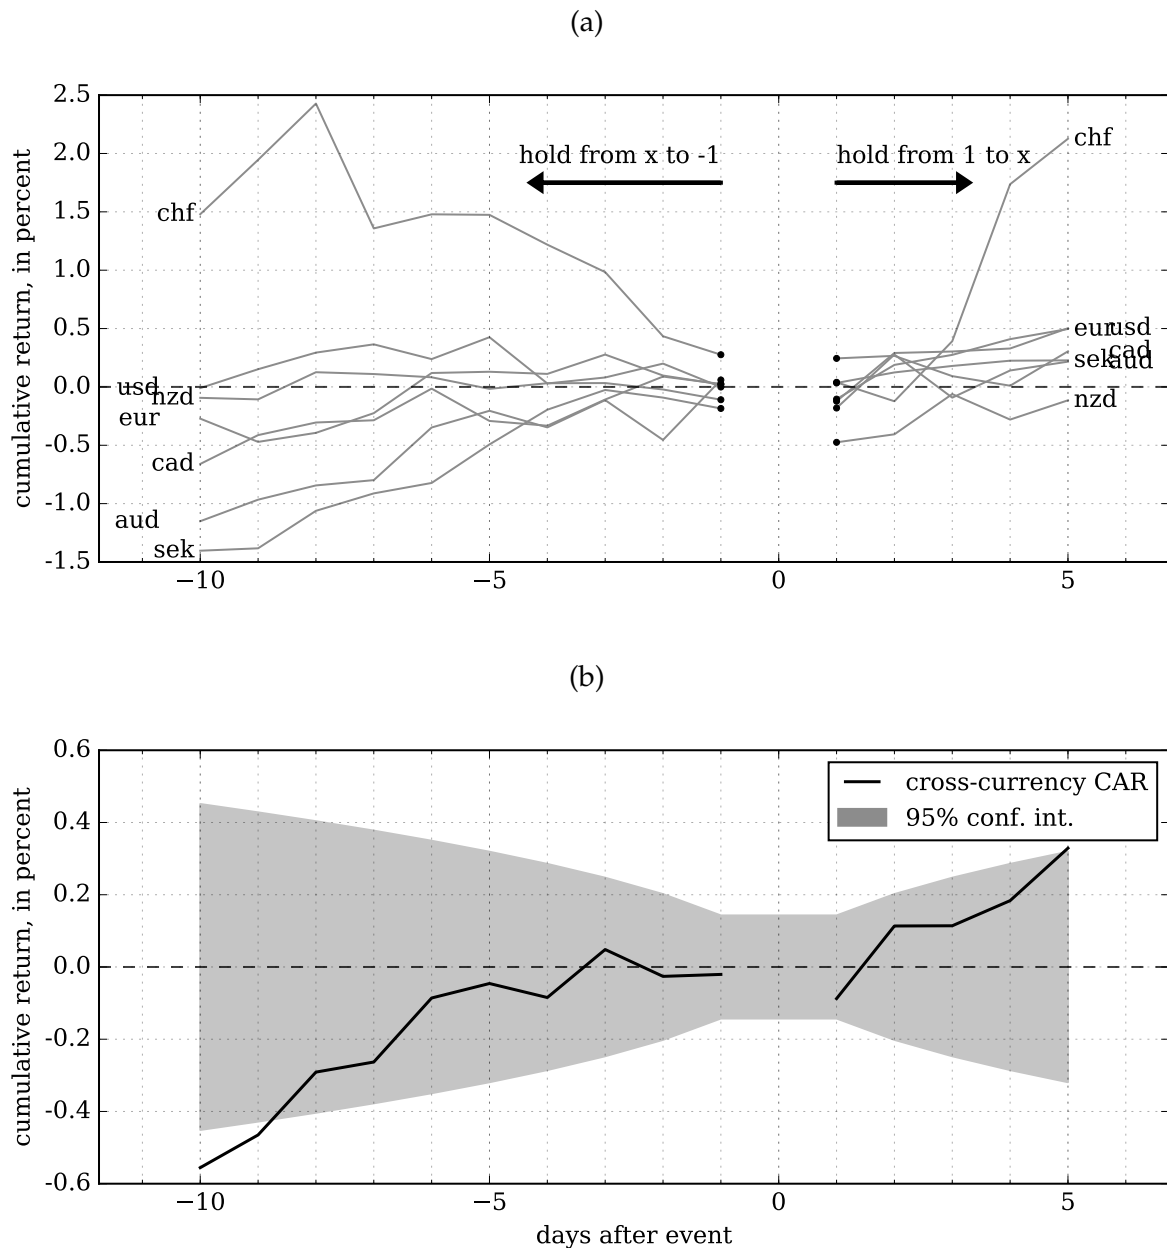 (a)
cumulative return, in percent
2.5
2.0
1.5
1.0
0.5
0.0
−0.5
−1.0
−1.5
hold from x to -1
hold from 1 to x
chf
usd
nzd
eur
cad
aud
sek
chf
eur
usd
cad
sek
aud
nzd
−10
−5
0
5
(b)
cumulative return, in percent
0.6
0.4
0.2
0.0
−0.2
−0.4
−0.6
cross-currency CAR
95% conf. int.
−10
−5
0
5
days after event